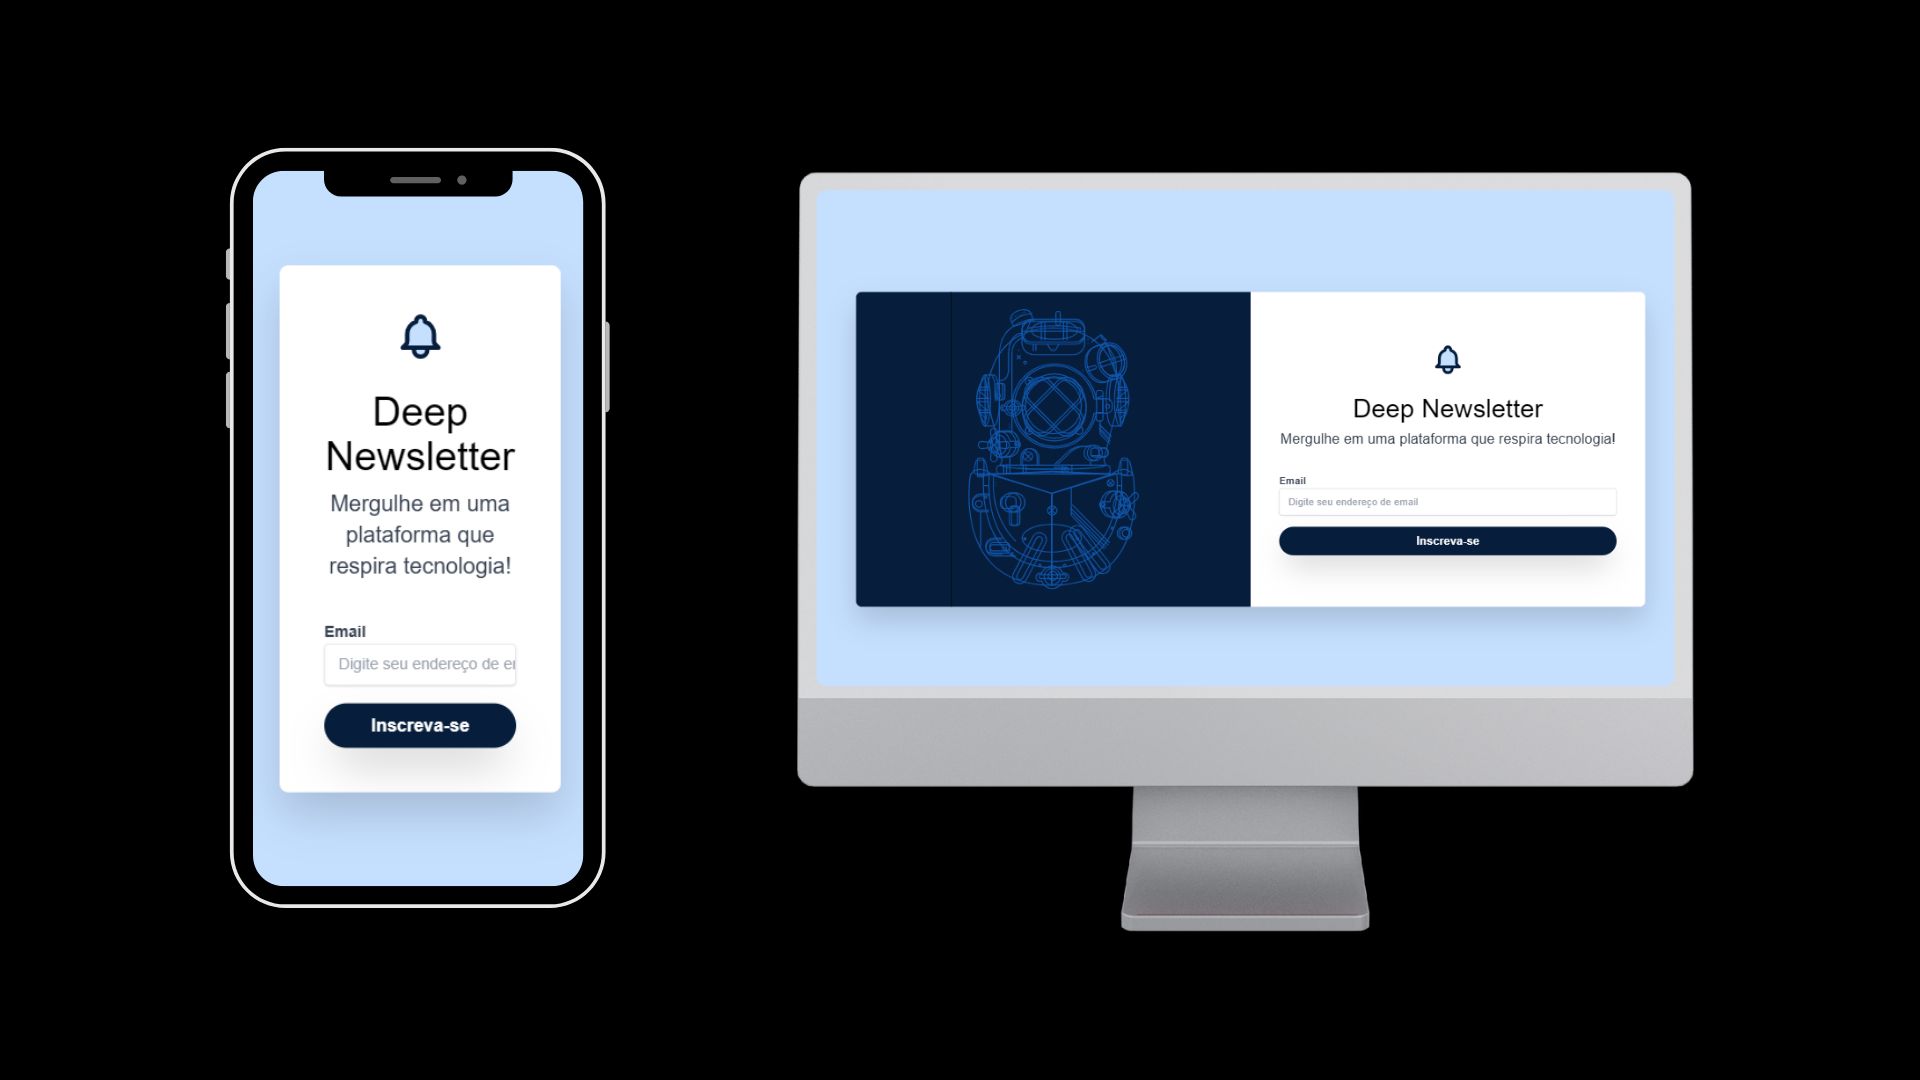 Deep
Newsletter
Mergulhe em uma
plataforma que
respira tecnologia!
Email
Digite seu endereço de e
Inscreva-se
Deep Newsletter
Mergulhe em uma plataforma que respira tecnologia!
Email
Digite seu endereço de email
Inscreva-se